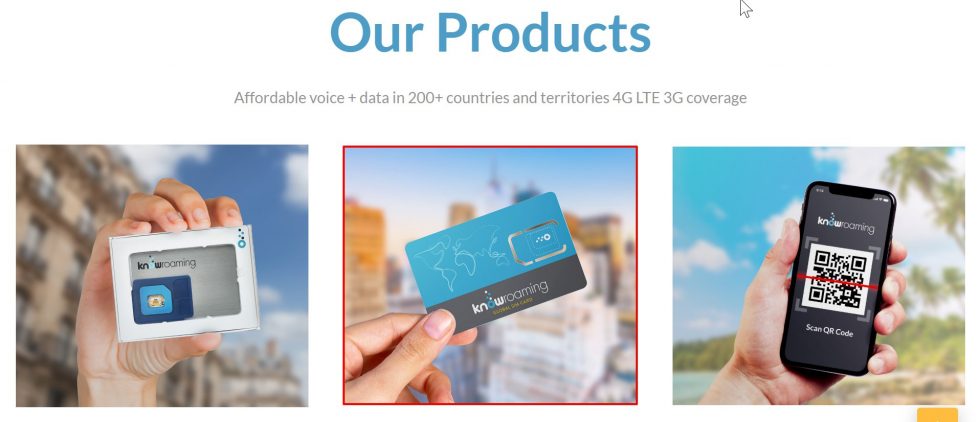 Our Products
Affordable voice + data in 200+ countries and territories 4G LTE 3G coverage
knowroaming
knowroaming
GLOBAL SIM CARD
knowroaming
Scan QR Code